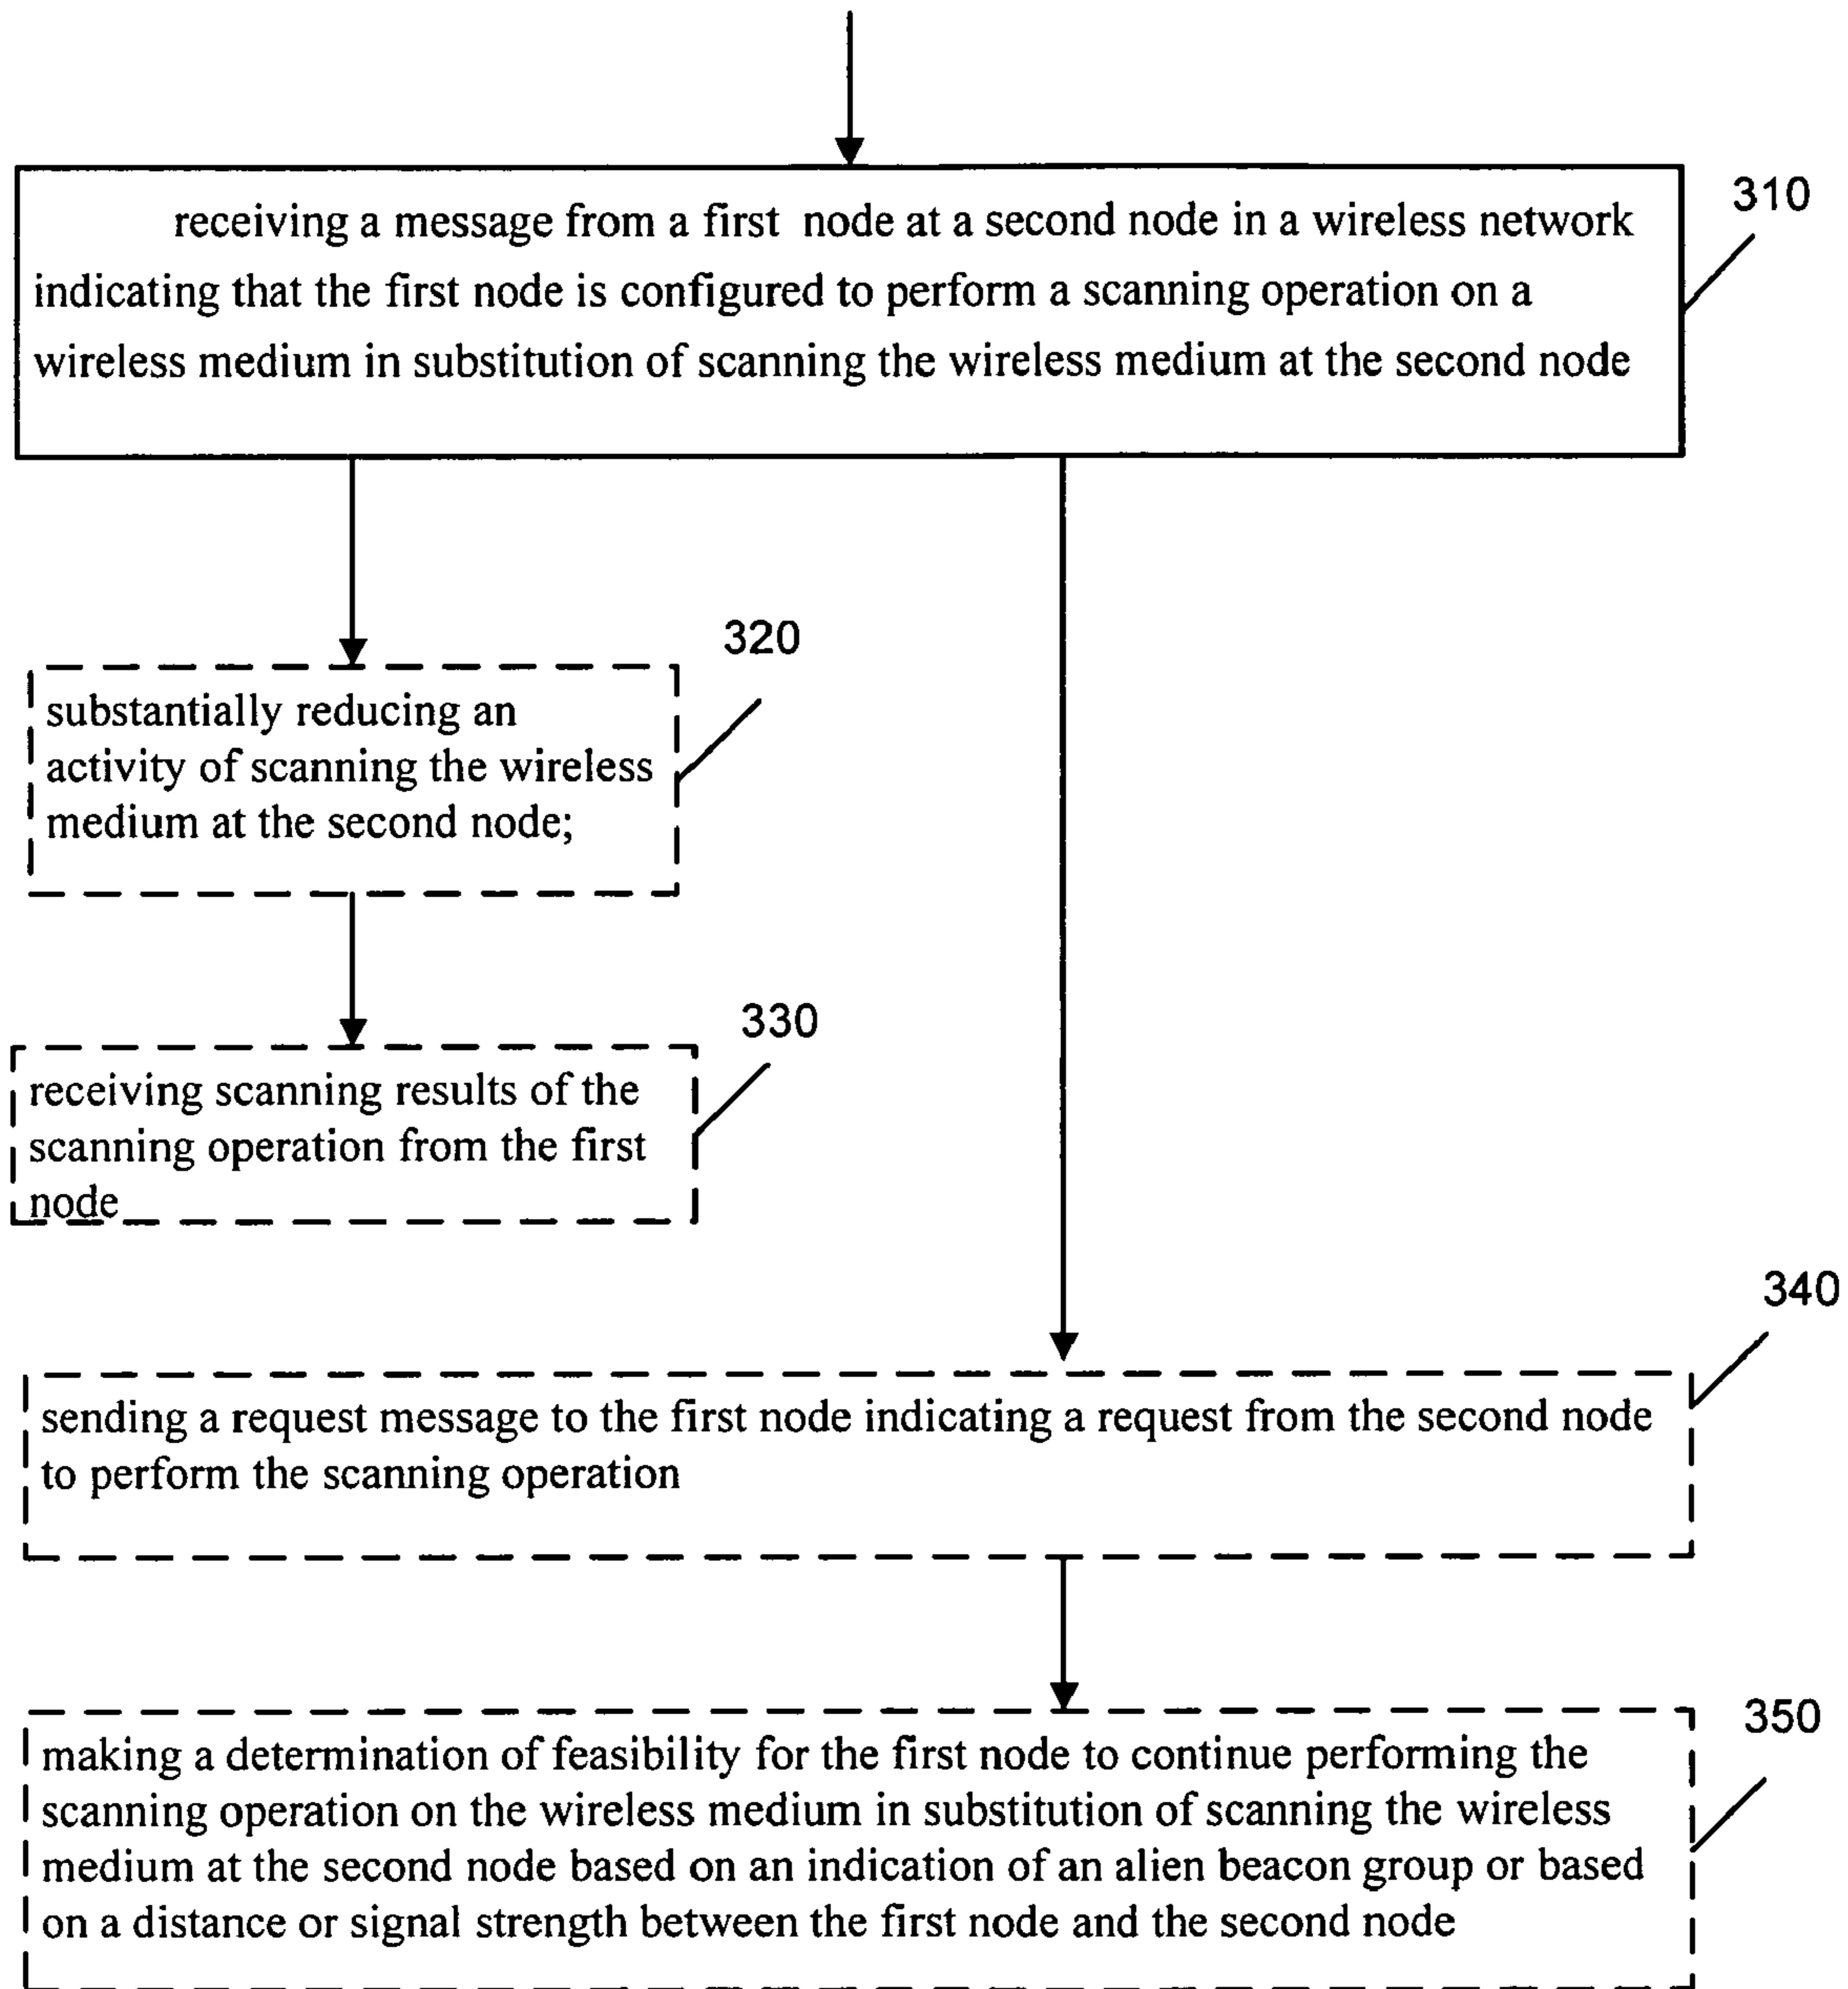 310
receiving a message from a first node at a second node in a wireless network
indicating that the first node is configured to perform a scanning operation on a
wireless medium in substitution of scanning the wireless medium at the second node
320
substantially reducing an
activity of scanning the wireless
medium at the second node;
330
receiving scanning results of the
scanning operation from the first
node
340
sending a request message to the first node indicating a request from the second node
to perform the scanning operation
350
making a determination of feasibility for the first node to continue performing the
scanning operation on the wireless medium in substitution of scanning the wireless
medium at the second node based on an indication of an alien beacon group or based
on a distance or signal strength between the first node and the second node